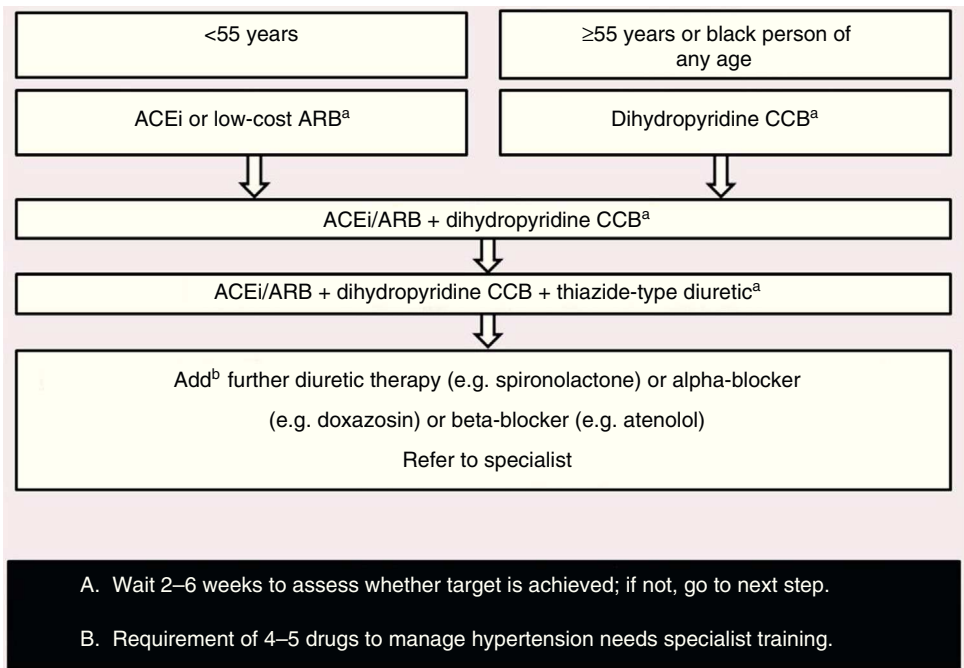 <55 years
≥55 years or black person of
any age
ACEi or low-cost ARBᵃ
Dihydropyridine CCBᵃ
ACEi/ARB + dihydropyridine CCBᵃ
ACEi/ARB + dihydropyridine CCB + thiazide-type diureticᵃ
Addᵇ further diuretic therapy (e.g. spironolactone) or alpha-blocker
(e.g. doxazosin) or beta-blocker (e.g. atenolol)
Refer to specialist
A. Wait 2–6 weeks to assess whether target is achieved; if not, go to next step.
B. Requirement of 4–5 drugs to manage hypertension needs specialist training.